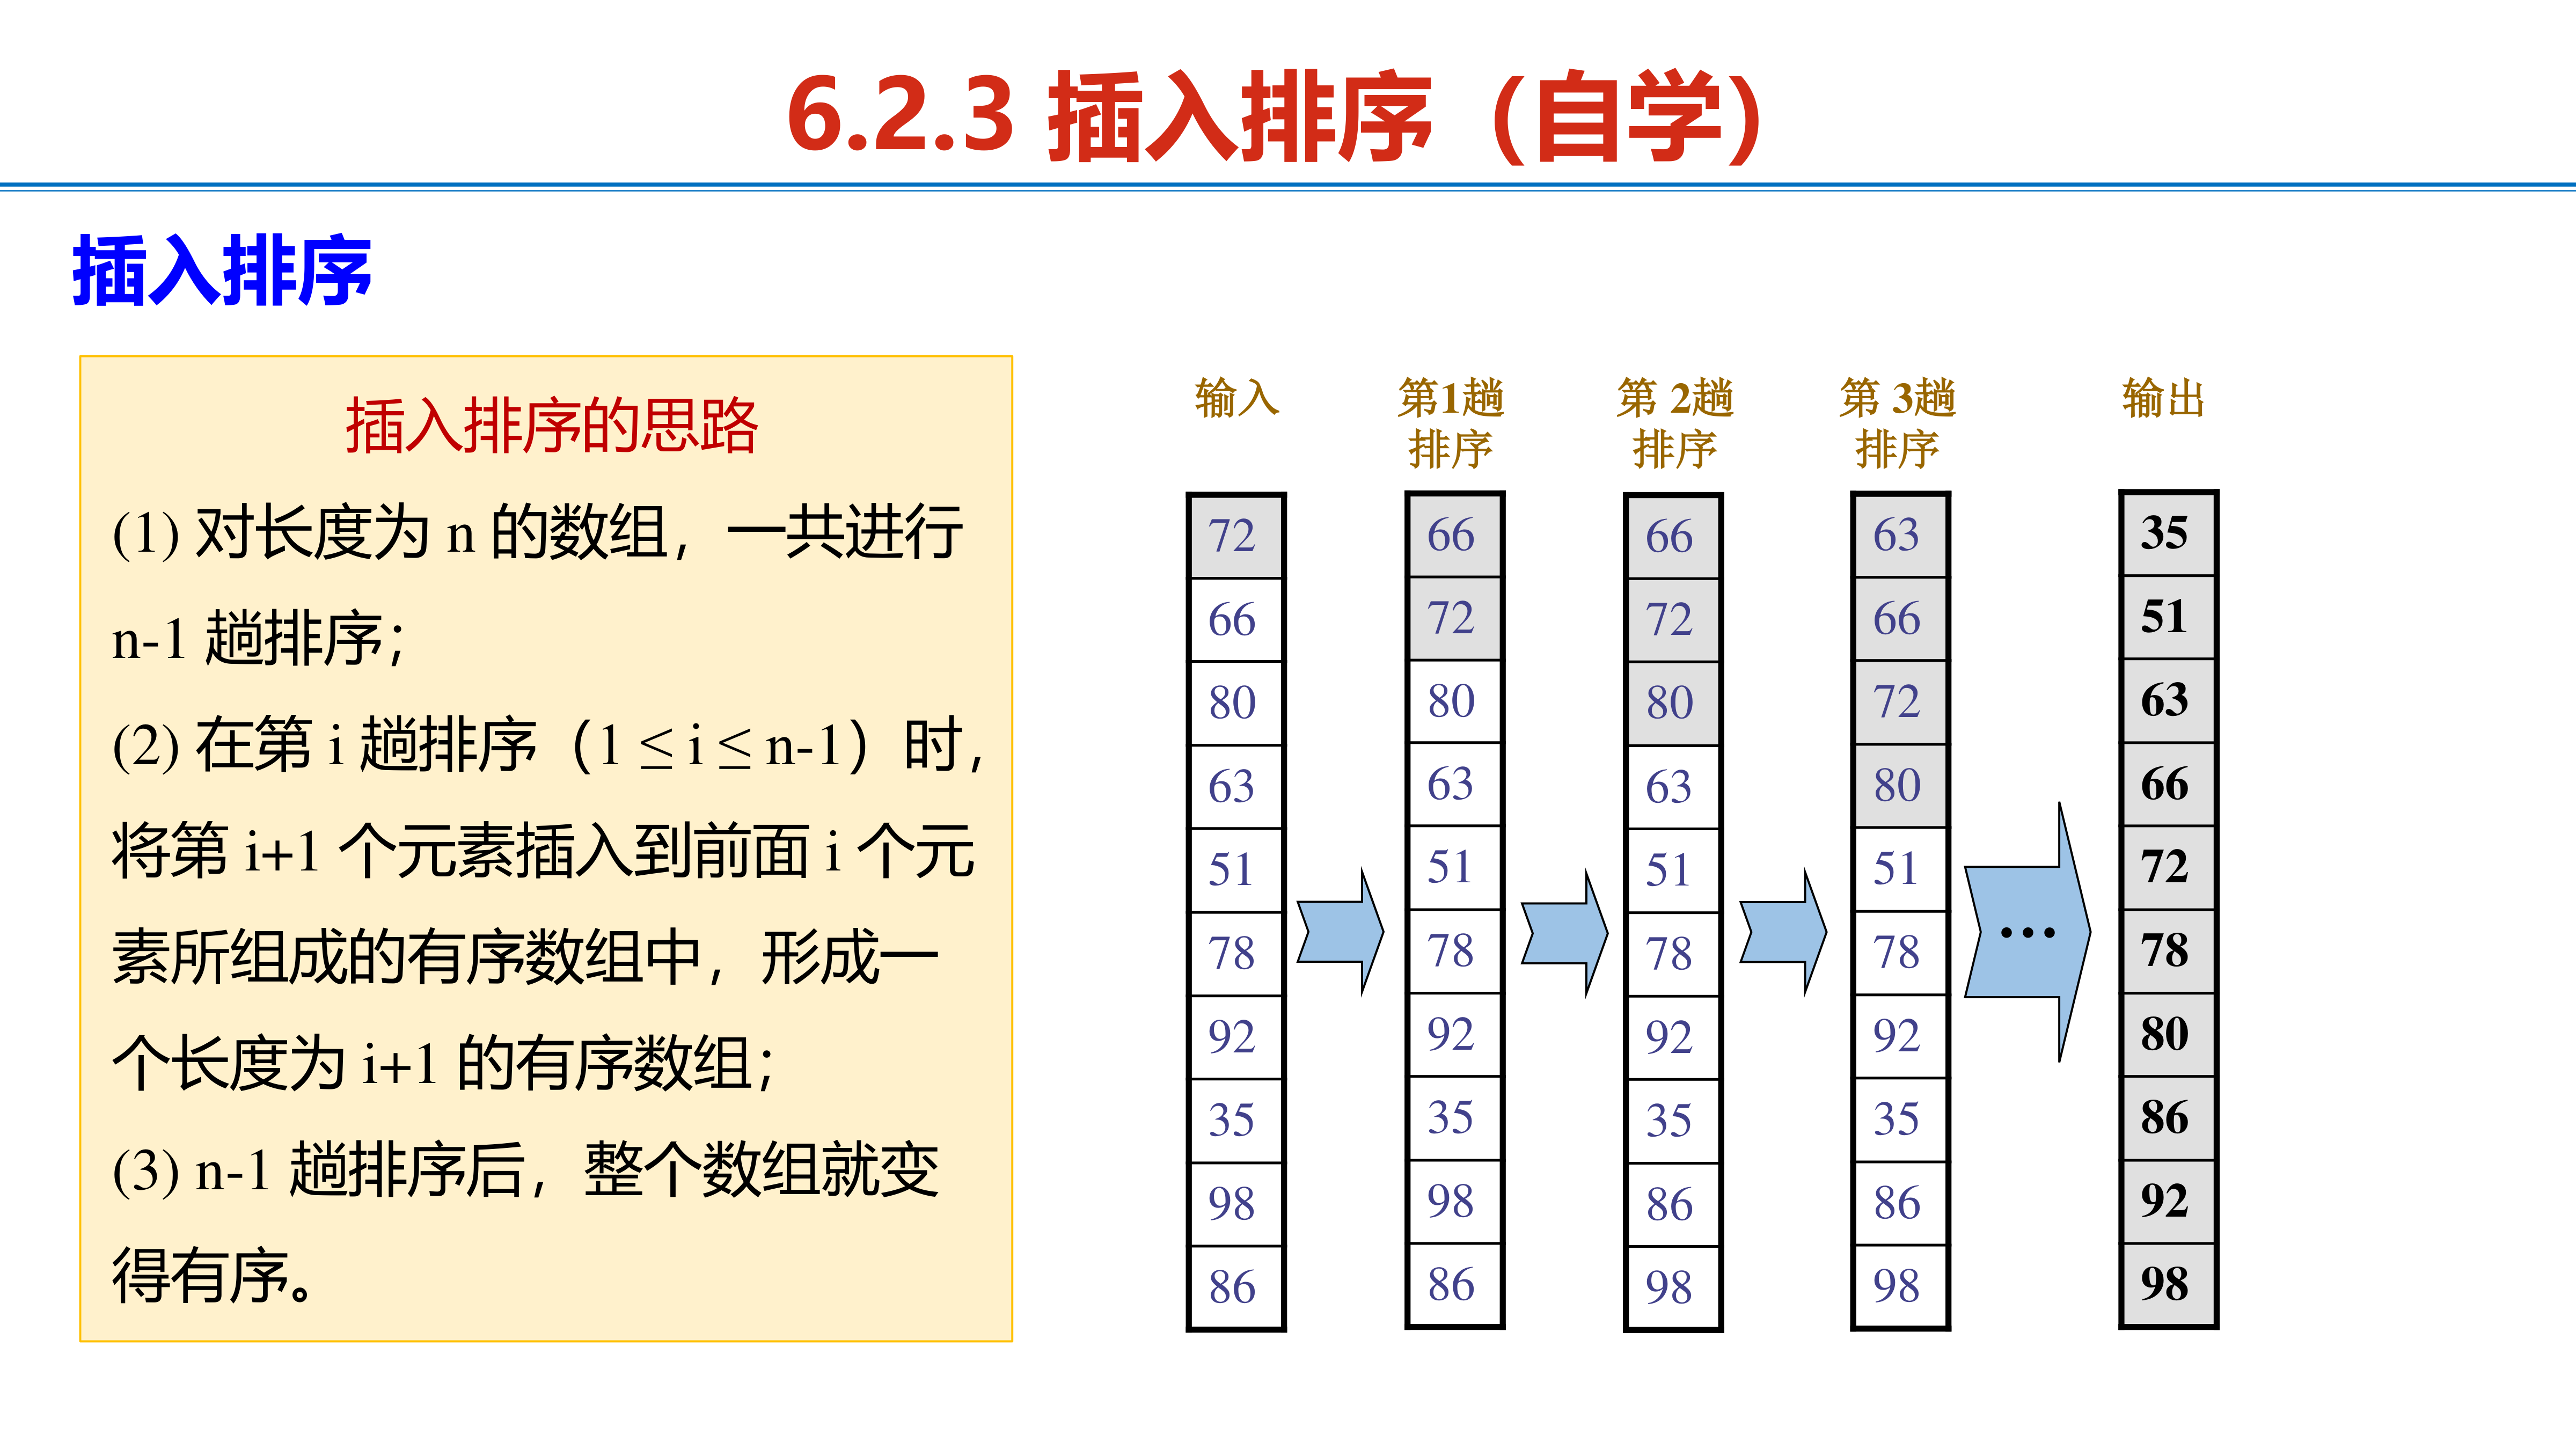 6.2.3 插入排序（自学）
插入排序
插入排序的思路
(1) 对长度为 n 的数组，一共进行
n-1 趟排序；
(2) 在第 i 趟排序（1 ≤ i ≤ n-1）时，
将第 i+1 个元素插入到前面 i 个元
素所组成的有序数组中，形成一
个长度为 i+1 的有序数组；
(3) n-1 趟排序后，整个数组就变
得有序。
输入
72
66
80
63
51
78
92
35
98
86
第1趟
排序
66
72
80
63
51
78
92
35
98
86
第 2趟
排序
66
72
80
63
51
78
92
35
86
98
第 3趟
排序
63
66
72
80
51
78
92
35
86
98
…
输出
35
51
63
66
72
78
80
86
92
98